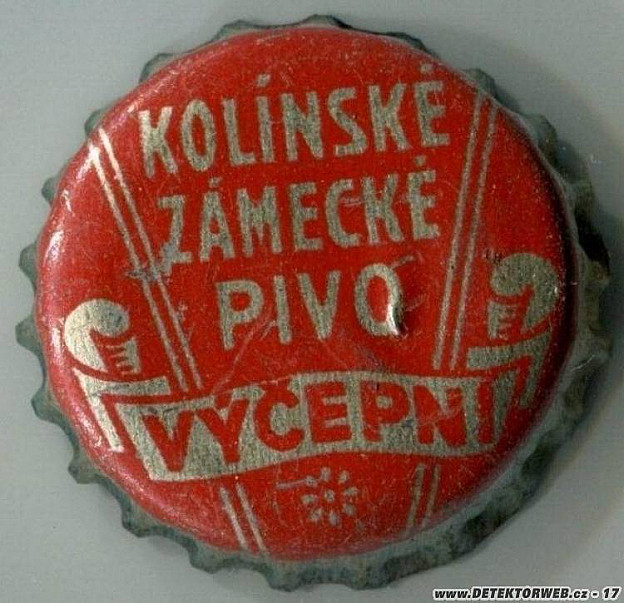 KOLÍNSKÉ
ZÁMECKÉ
PIVO
VÝČEPNÍ
www.DETEKTORWEB.cz - 17